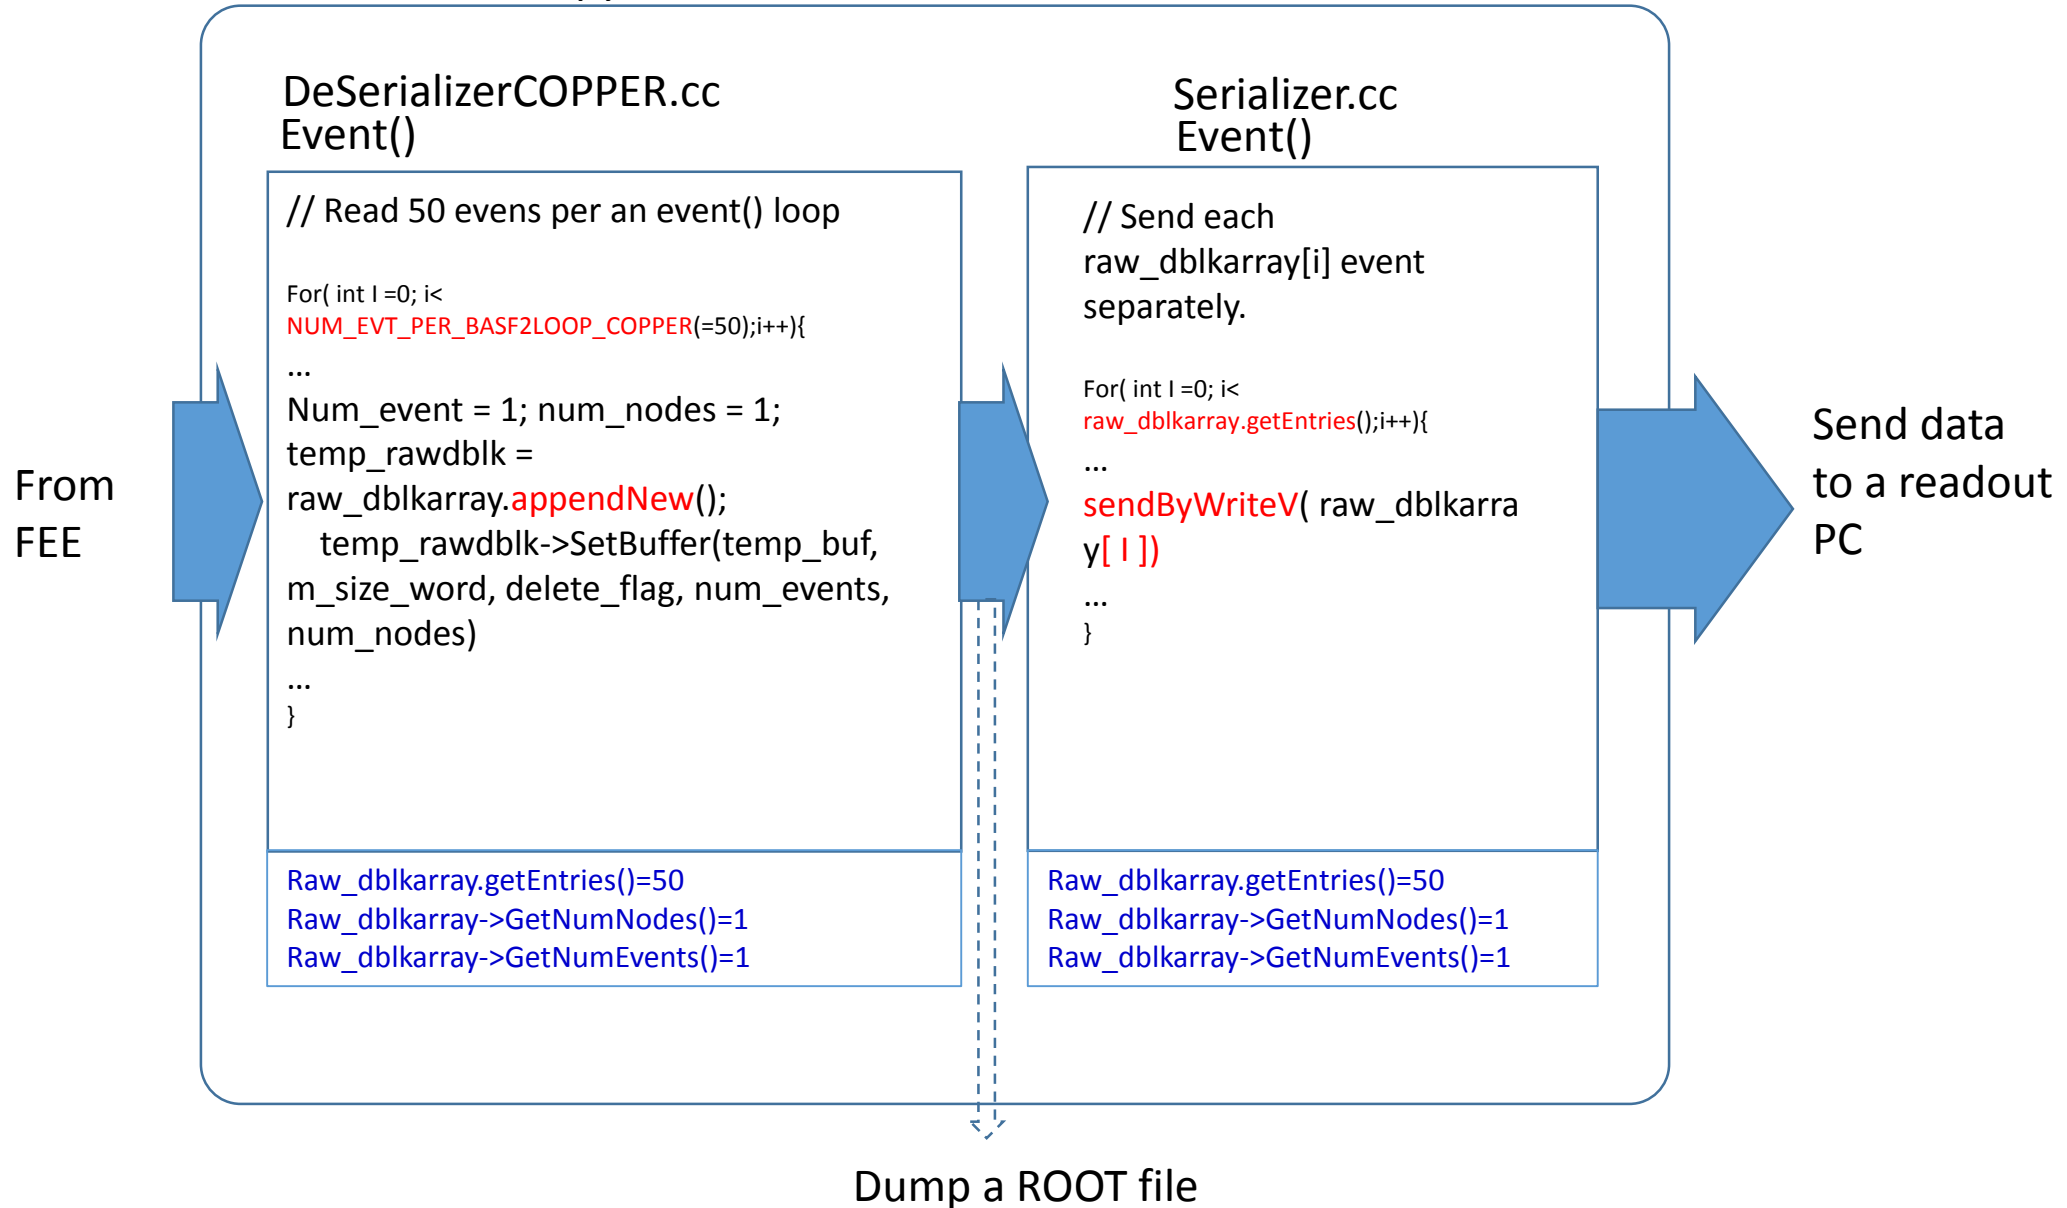 DeSerializerCOPPER.cc
Event()
// Read 50 evens per an event() loop
For( int I =0; i<
NUM_EVT_PER_BASF2LOOP_COPPER(=50);i++){
...
Num_event = 1; num_nodes = 1;
temp_rawdblk =
raw_dblkarray.appendNew();
temp_rawdblk->SetBuffer(temp_buf,
m_size_word, delete_flag, num_events,
num_nodes)
...
}
Raw_dblkarray.getEntries()=50
Raw_dblkarray->GetNumNodes()=1
Raw_dblkarray->GetNumEvents()=1
Serializer.cc
Event()
// Send each
raw_dblkarray[i] event
separately.
For( int I =0; i<
raw_dblkarray.getEntries();i++){
...
sendByWriteV( raw_dblkarra
y[ I ])
...
}
Raw_dblkarray.getEntries()=50
Raw_dblkarray->GetNumNodes()=1
Raw_dblkarray->GetNumEvents()=1
From
FEE
Send data
to a readout
PC
Dump a ROOT file